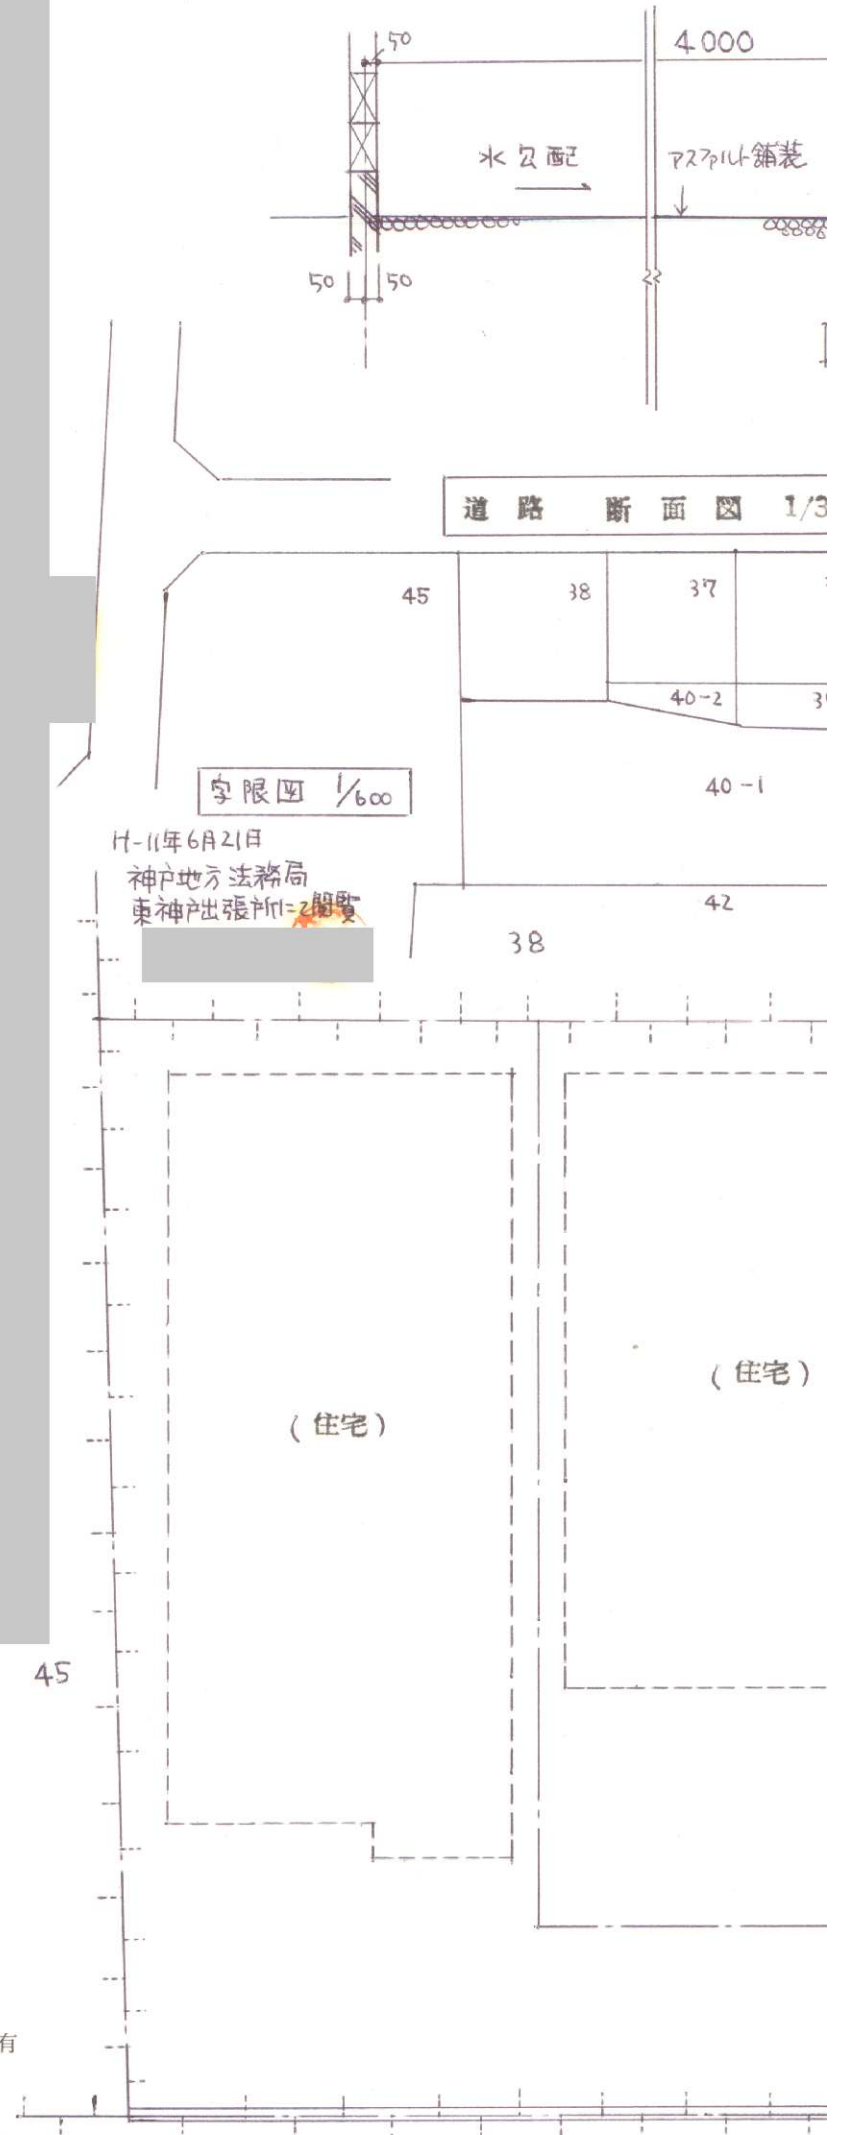 50
4000
水勾配
アスファルト舗装
50
50
道路 断面図 1/3
45
38
37
40-2
40-1
字限図 1/600
H-11年6月21日
神戸地方法務局
東神戸出張所にて閲覧
42
38
(住宅)
(住宅)
45
有